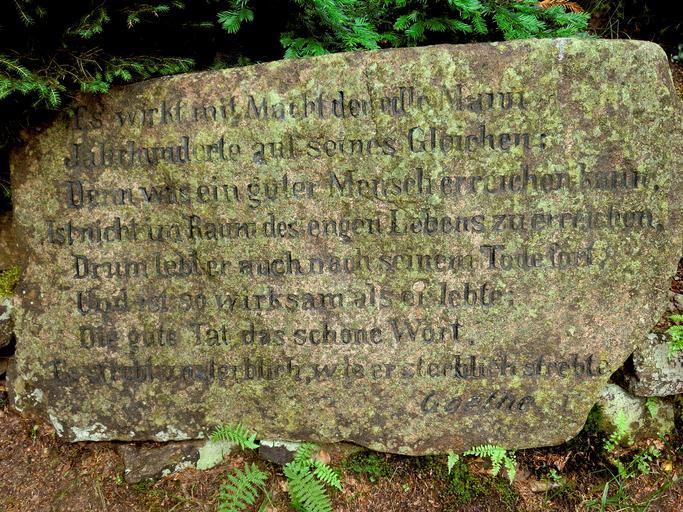 Es wirkt mit Macht der edle Mann
Jahrhunderte auf seines Gleichen:
Denn was ein guter Mensch erreichen kann,
Ist nicht im Raum des engen Lebens zu erreichen,
Drum lebt er auch nach seinem Tode fort,
Und ist so wirksam als er lebte;
Die gute Tat, das schöne Wort,
Es strebt unsterblich, wie er sterblich strebte
Goethe